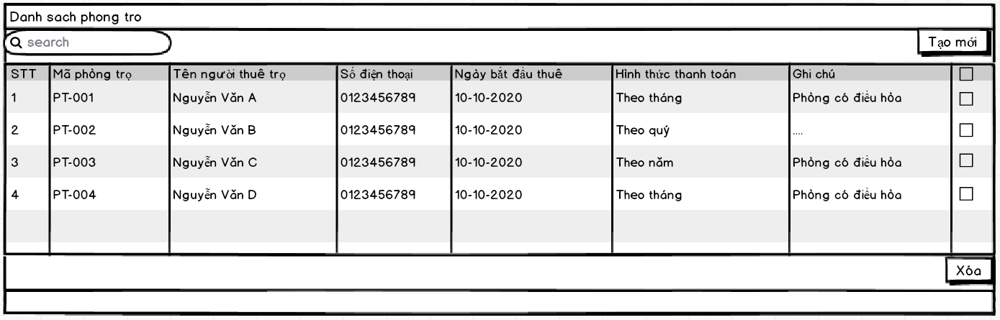 Danh sach phong tro
search
Tạo mới
STT Mã phòng trọ Tên người thuê trọ Số điện thoại Ngày bắt đầu thuê Hình thức thanh toán Ghi chú
1 PT-001 Nguyễn Văn A 0123456789 10-10-2020 Theo tháng Phòng có điều hòa
2 PT-002 Nguyễn Văn B 0123456789 10-10-2020 Theo quý ....
3 PT-003 Nguyễn Văn C 0123456789 10-10-2020 Theo năm Phòng có điều hòa
4 PT-004 Nguyễn Văn D 0123456789 10-10-2020 Theo tháng Phòng có điều hòa
Xóa